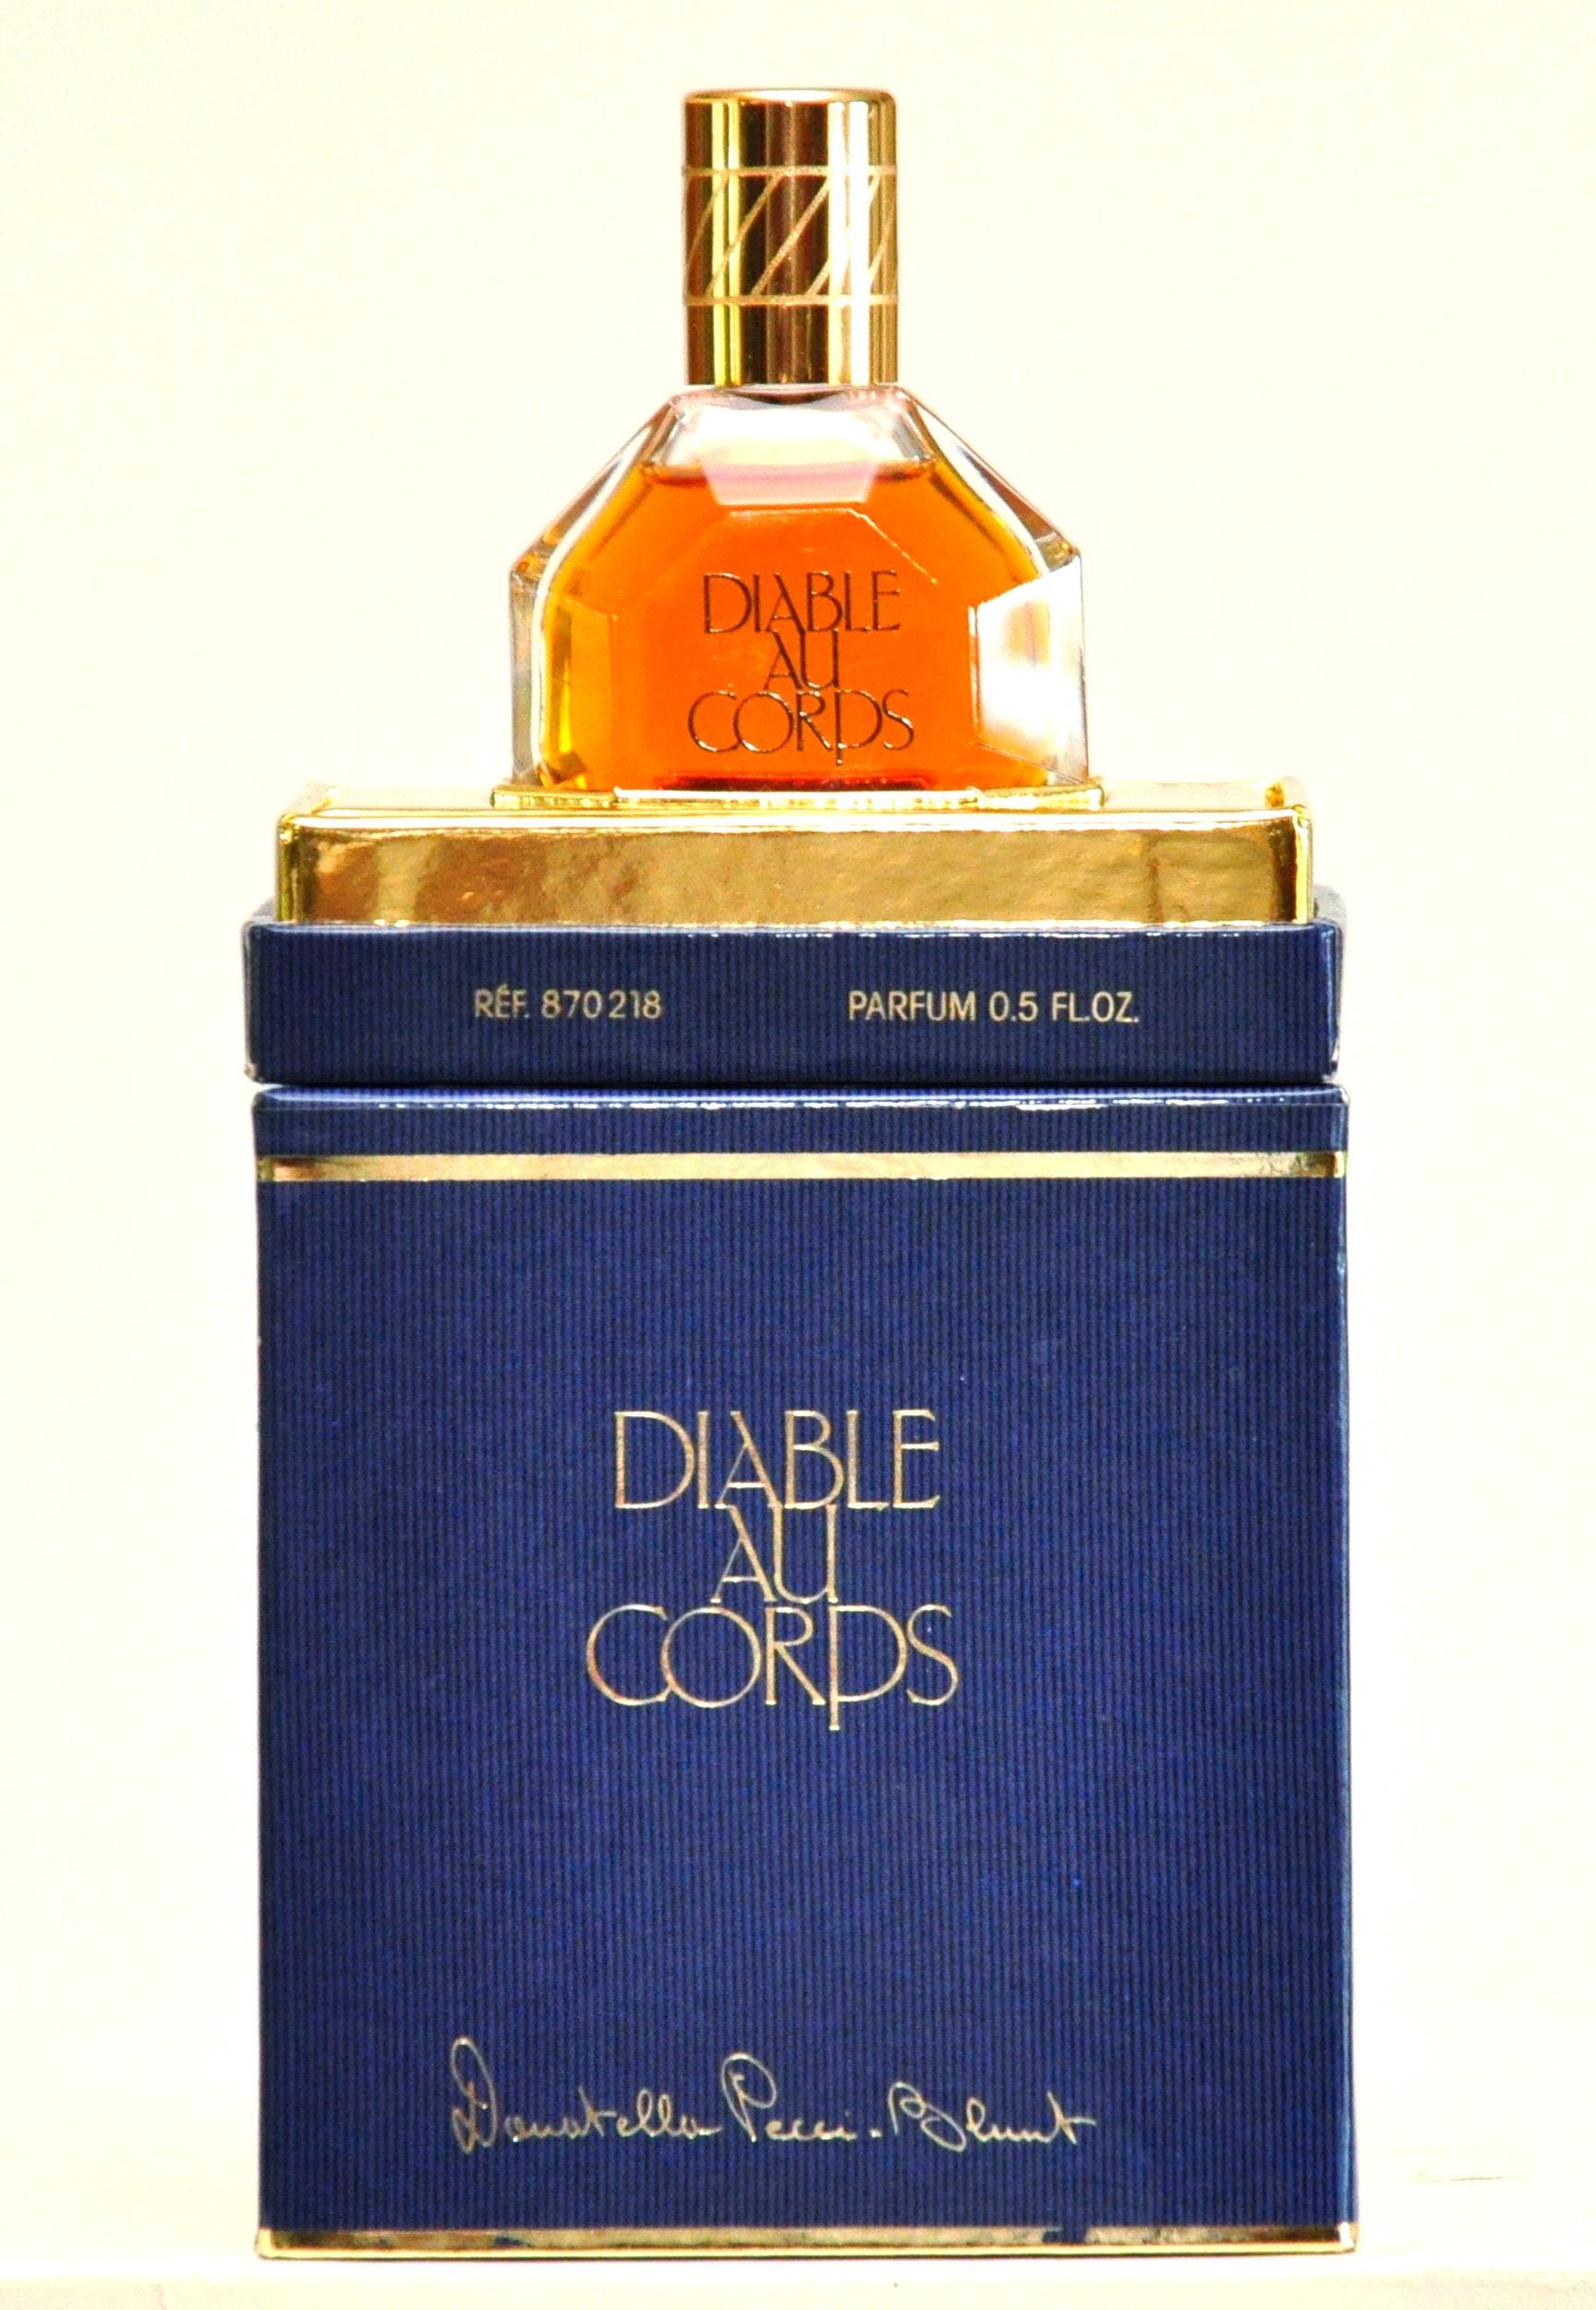 DIABLE
AU
CORPS
RÉF. 870218 PARFUM 0.5 FL.OZ.
DIABLE
AU
CORPS
Donatella Pecci-Blunt